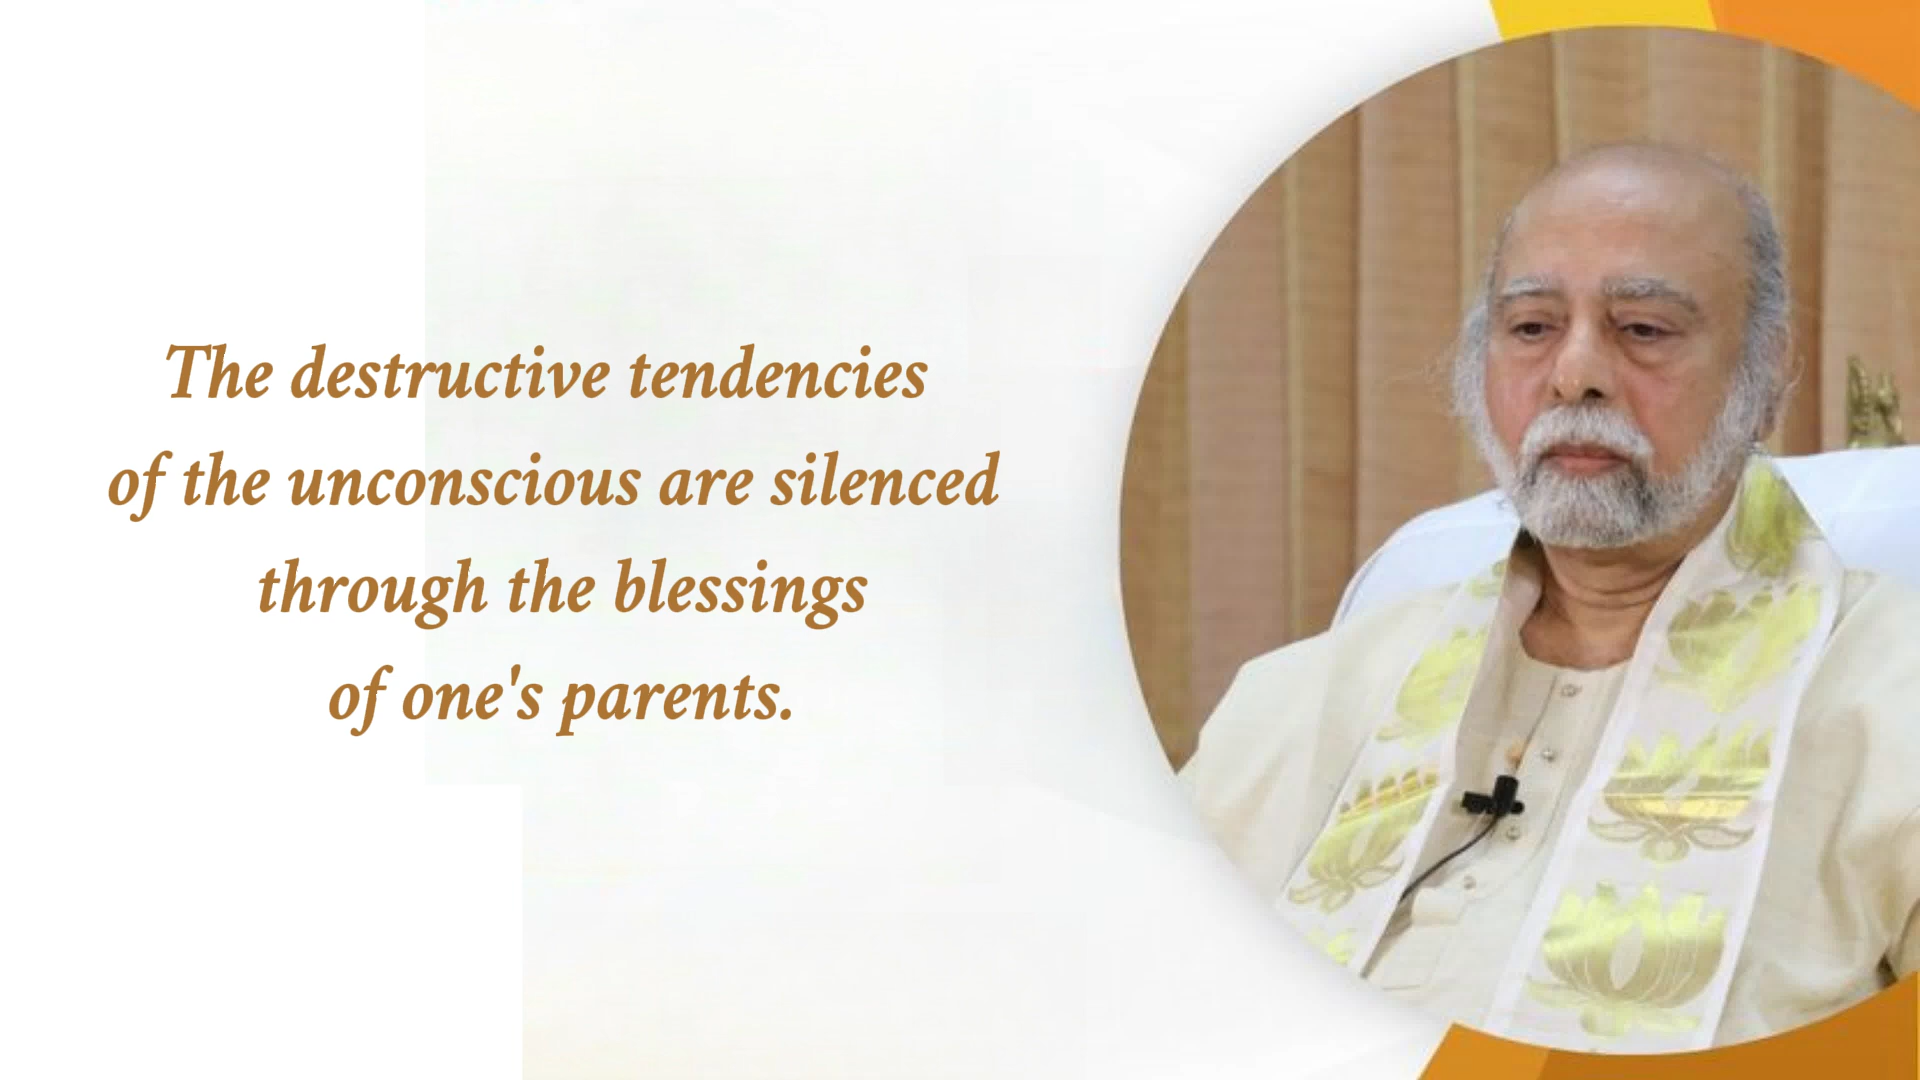 The destructive tendencies
of the unconscious are silenced
through the blessings
of one's parents.